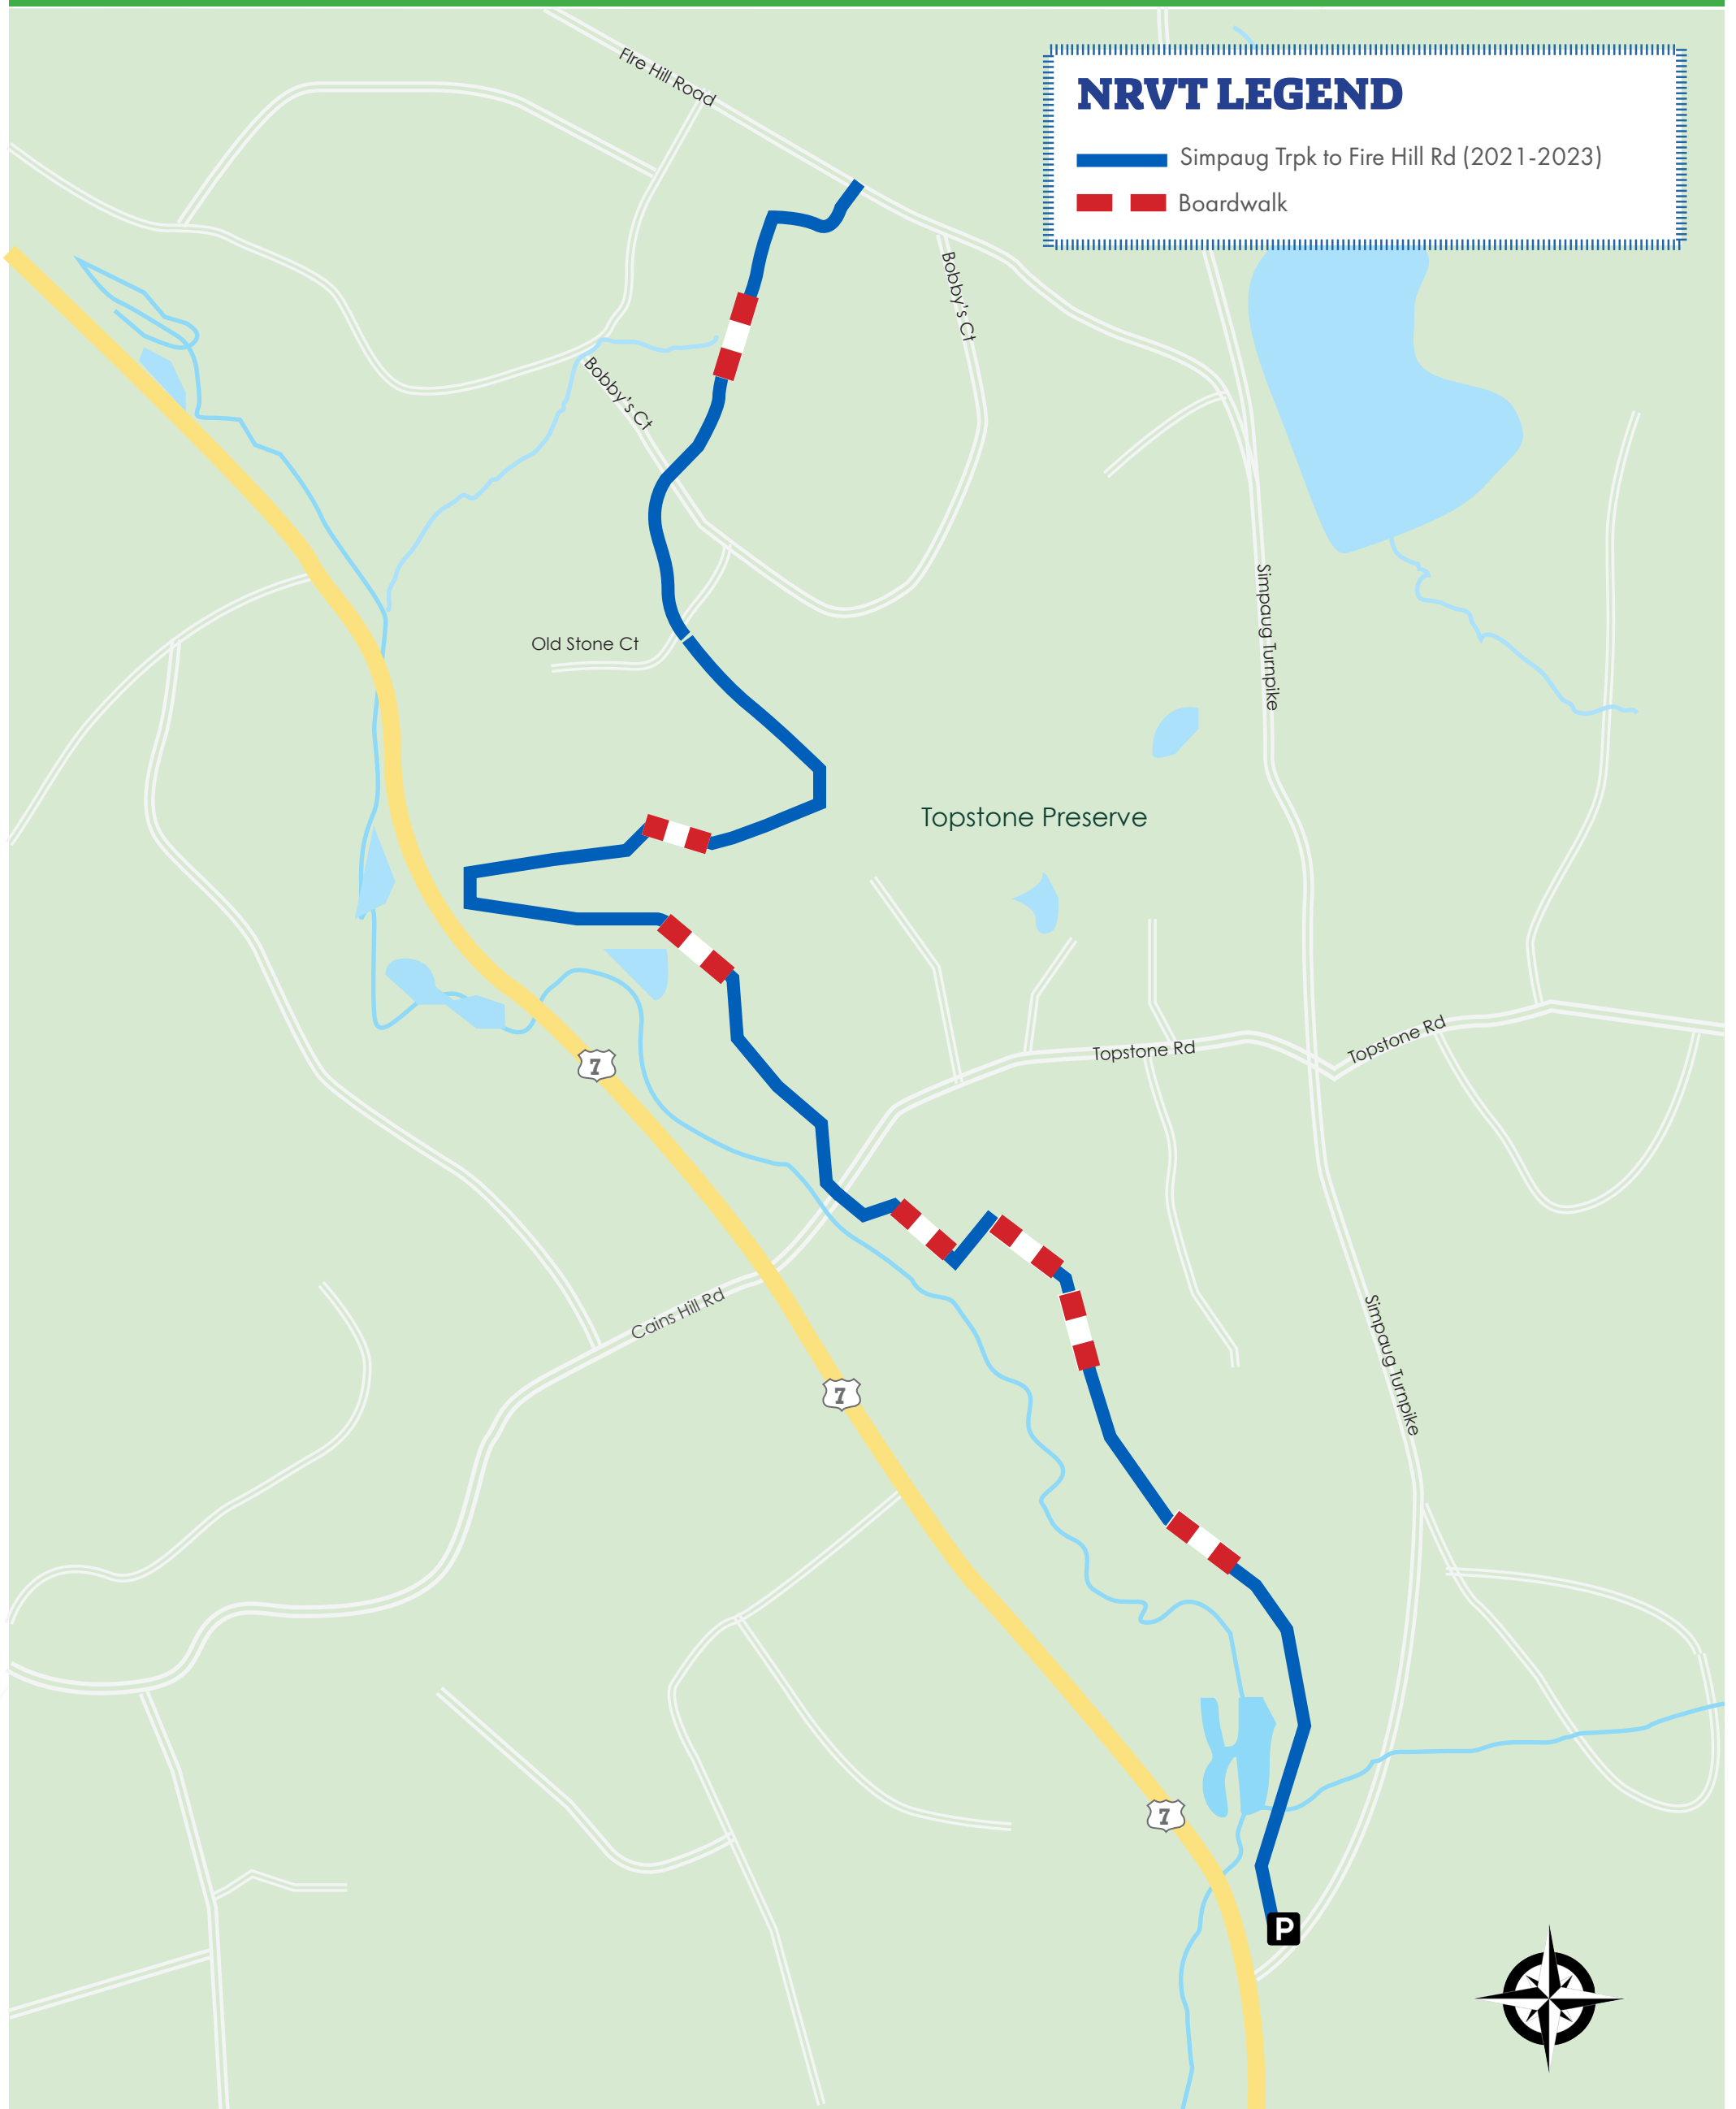 FIre Hill Road
NRVT LEGEND
Simpaug Trpk to Fire Hill Rd (2021-2023)
Boardwalk
Bobby's Ct
Bobby's Ct
Simpaug Turnpike
Old Stone Ct
Topstone Preserve
Topstone Rd
Topstone Rd
7
Cains Hill Rd
Simpaug Turnpike
7
7
P